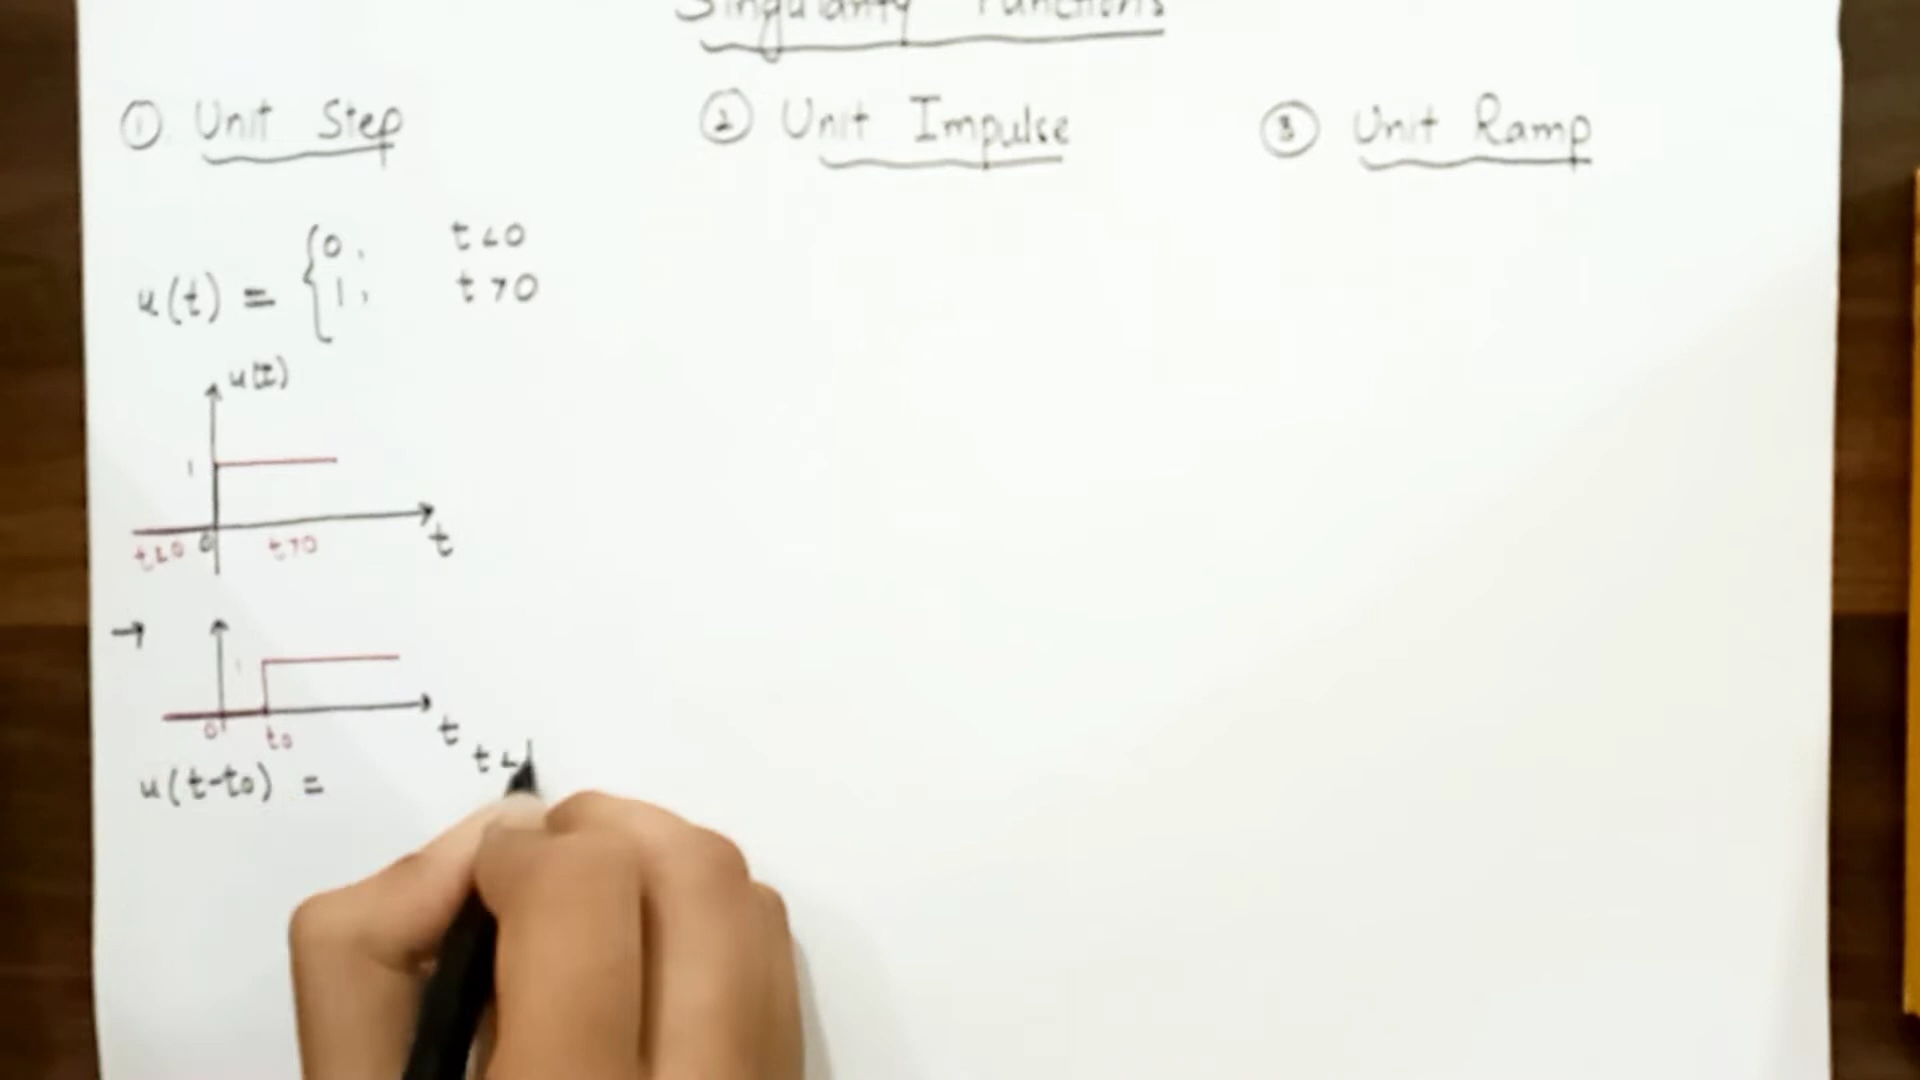 Singularity Functions
① Unit Step
② Unit Impulse
③ Unit Ramp
u(t) = { 0, t<0
1, t>0
u(t)
1
t<0 0 t>0 t
→
1
0 t0 t
u(t-t0) = t<